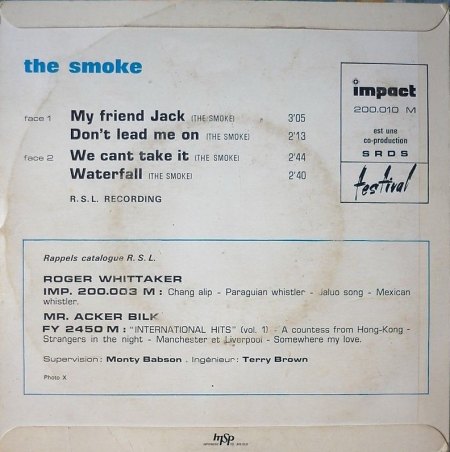 the smoke
impact
200.010 M
est une
co-production
SRDS
festival
face 1 My friend Jack (THE SMOKE) 3'05
Don't lead me on (THE SMOKE) 2'13
face 2 We cant take it (THE SMOKE) 2'44
Waterfall (THE SMOKE) 2'40
R.S.L. RECORDING
Rappels catalogue R. S. L.
ROGER WHITTAKER
IMP. 200.003 M : Chang alip - Paraguian whistler - Jaluo song - Mexican
whistler.
MR. ACKER BILK
FY 2450 M : "INTERNATIONAL HITS" (vol. 1) - A countess from Hong-Kong -
Strangers in the night - Manchester et Liverpool - Somewhere my love.
Supervision : Monty Babson . Ingénieur : Terry Brown
Photo X